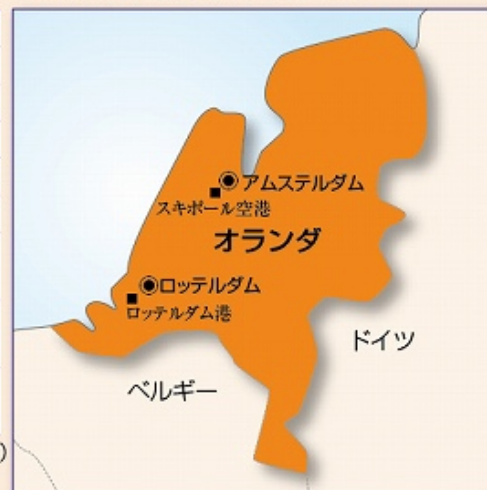 アムステルダム
スキポール空港
オランダ
ロッテルダム
ロッテルダム港
ドイツ
ベルギー
)